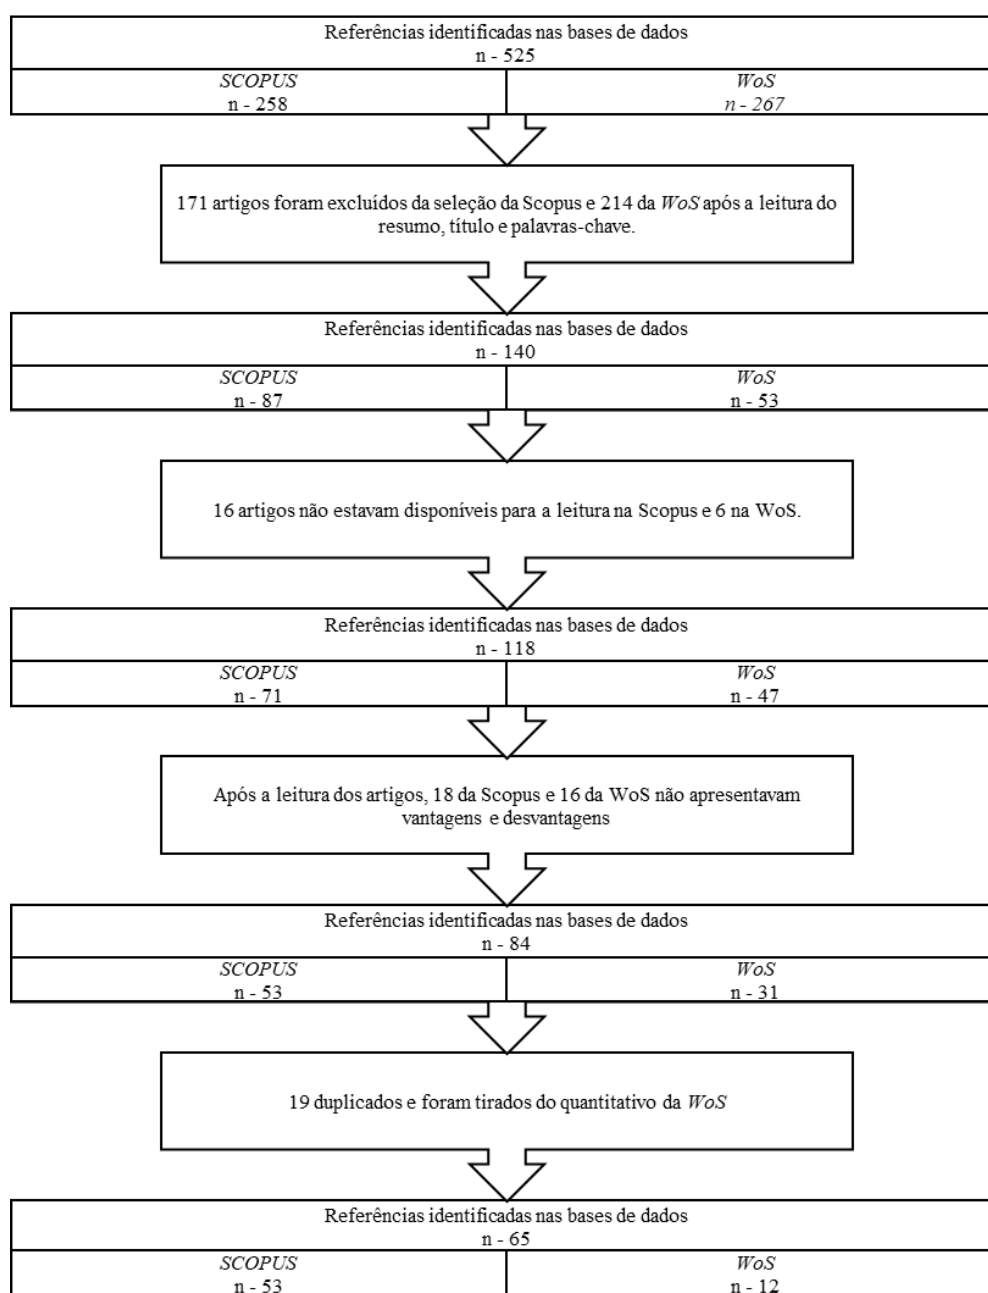 Referências identificadas nas bases de dados
n - 525
SCOPUS
n - 258
WoS
n - 267
171 artigos foram excluídos da seleção da Scopus e 214 da WoS após a leitura do
resumo, título e palavras-chave.
Referências identificadas nas bases de dados
n - 140
SCOPUS
n - 87
WoS
n - 53
16 artigos não estavam disponíveis para a leitura na Scopus e 6 na WoS.
Referências identificadas nas bases de dados
n - 118
SCOPUS
n - 71
WoS
n - 47
Após a leitura dos artigos, 18 da Scopus e 16 da WoS não apresentavam
vantagens e desvantagens
Referências identificadas nas bases de dados
n - 84
SCOPUS
n - 53
WoS
n - 31
19 duplicados e foram tirados do quantitativo da WoS
Referências identificadas nas bases de dados
n - 65
SCOPUS
n - 53
WoS
n - 12